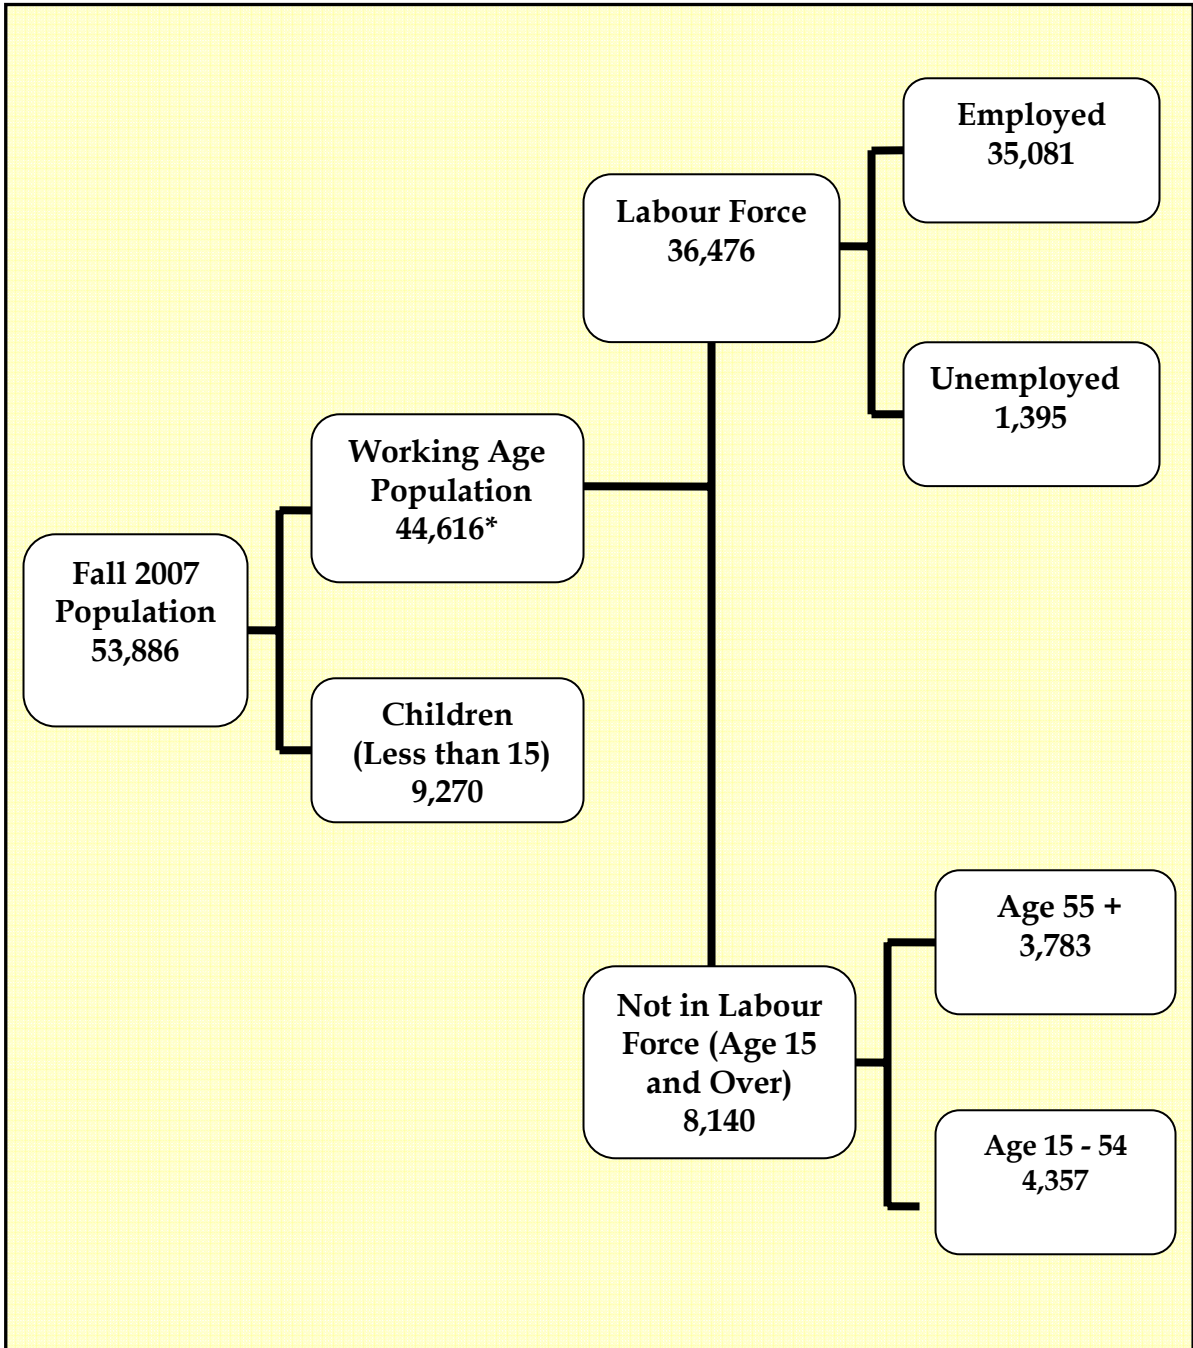 Employed
35,081
Labour Force
36,476
Unemployed
1,395
Working Age
Population
44,616*
Fall 2007
Population
53,886
Children
(Less than 15)
9,270
Age 55 +
3,783
Not in Labour
Force (Age 15
and Over)
8,140
Age 15 - 54
4,357